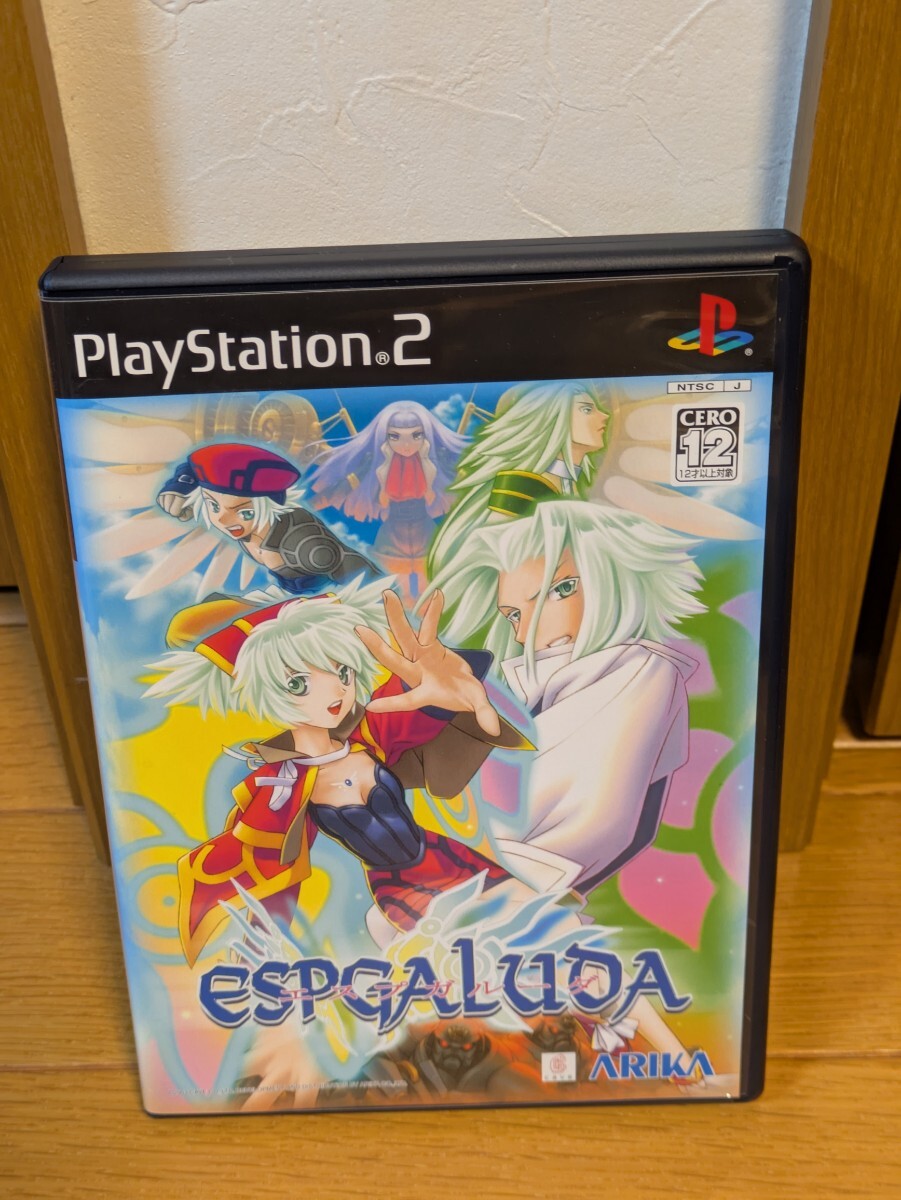 PlayStation®2
NTSC J
CERO
12
12才以上対象
ESPGALUDA
エスプガルーダ
ARIKA